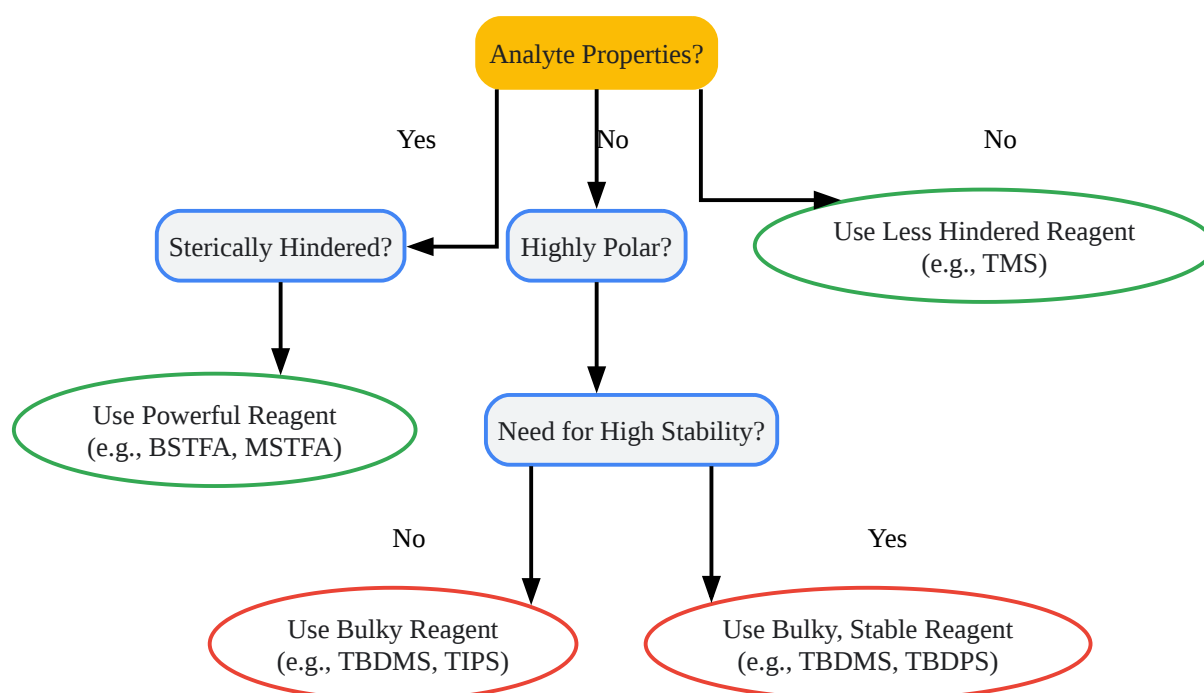 Analyte Properties?
Yes
No
No
Sterically Hindered?
Highly Polar?
Use Less Hindered Reagent
(e.g., TMS)
Use Powerful Reagent
(e.g., BSTFA, MSTFA)
Need for High Stability?
No
Yes
Use Bulky Reagent
(e.g., TBDMS, TIPS)
Use Bulky, Stable Reagent
(e.g., TBDMS, TBDPS)